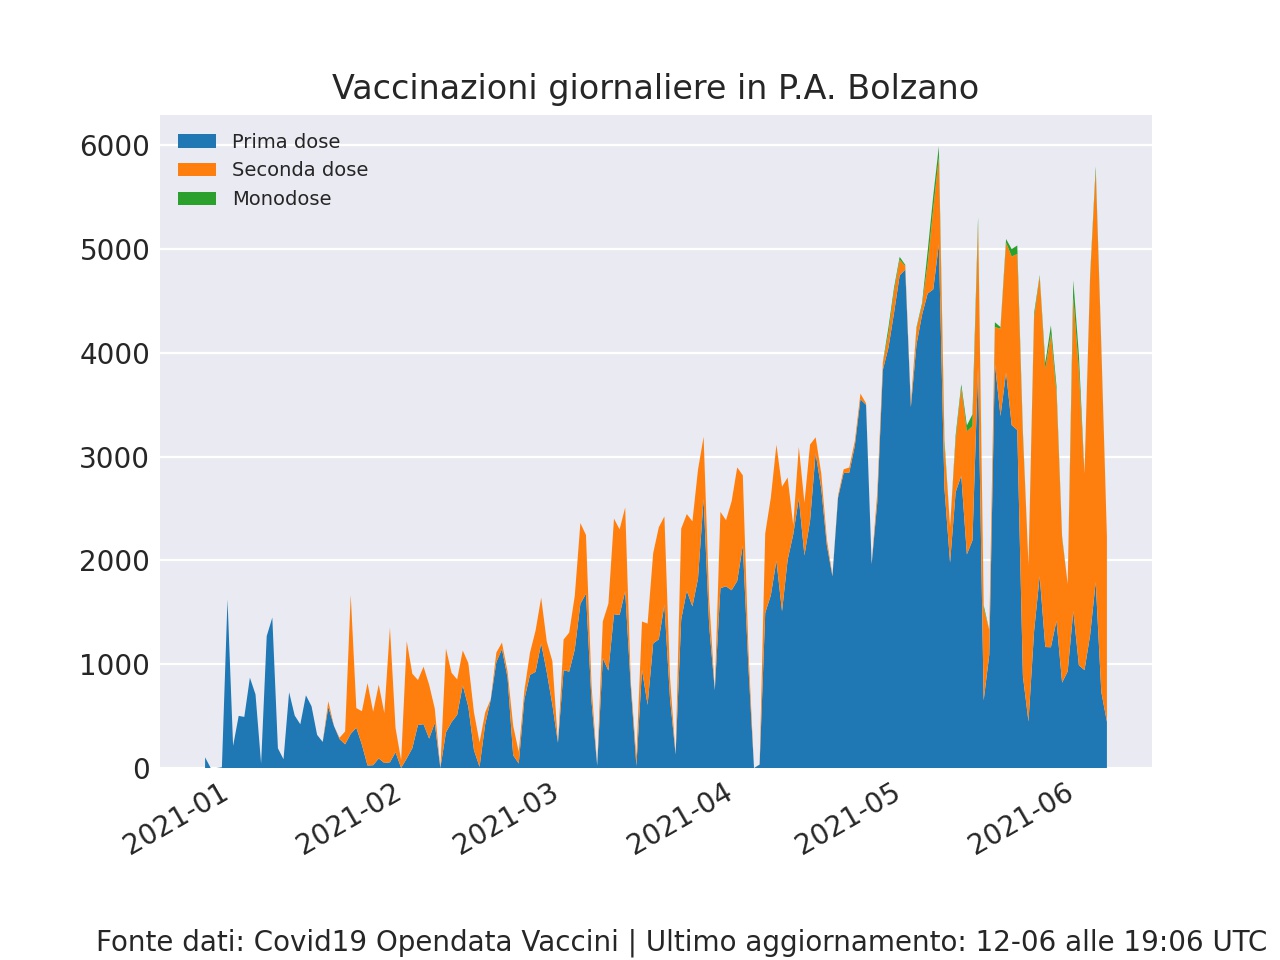 Vaccinazioni giornaliere in P.A. Bolzano
Prima dose
Seconda dose
Monodose
6000
5000
4000
3000
2000
1000
0
2021-01
2021-02
2021-03
2021-04
2021-05
2021-06
Fonte dati: Covid19 Opendata Vaccini | Ultimo aggiornamento: 12-06 alle 19:06 UTC